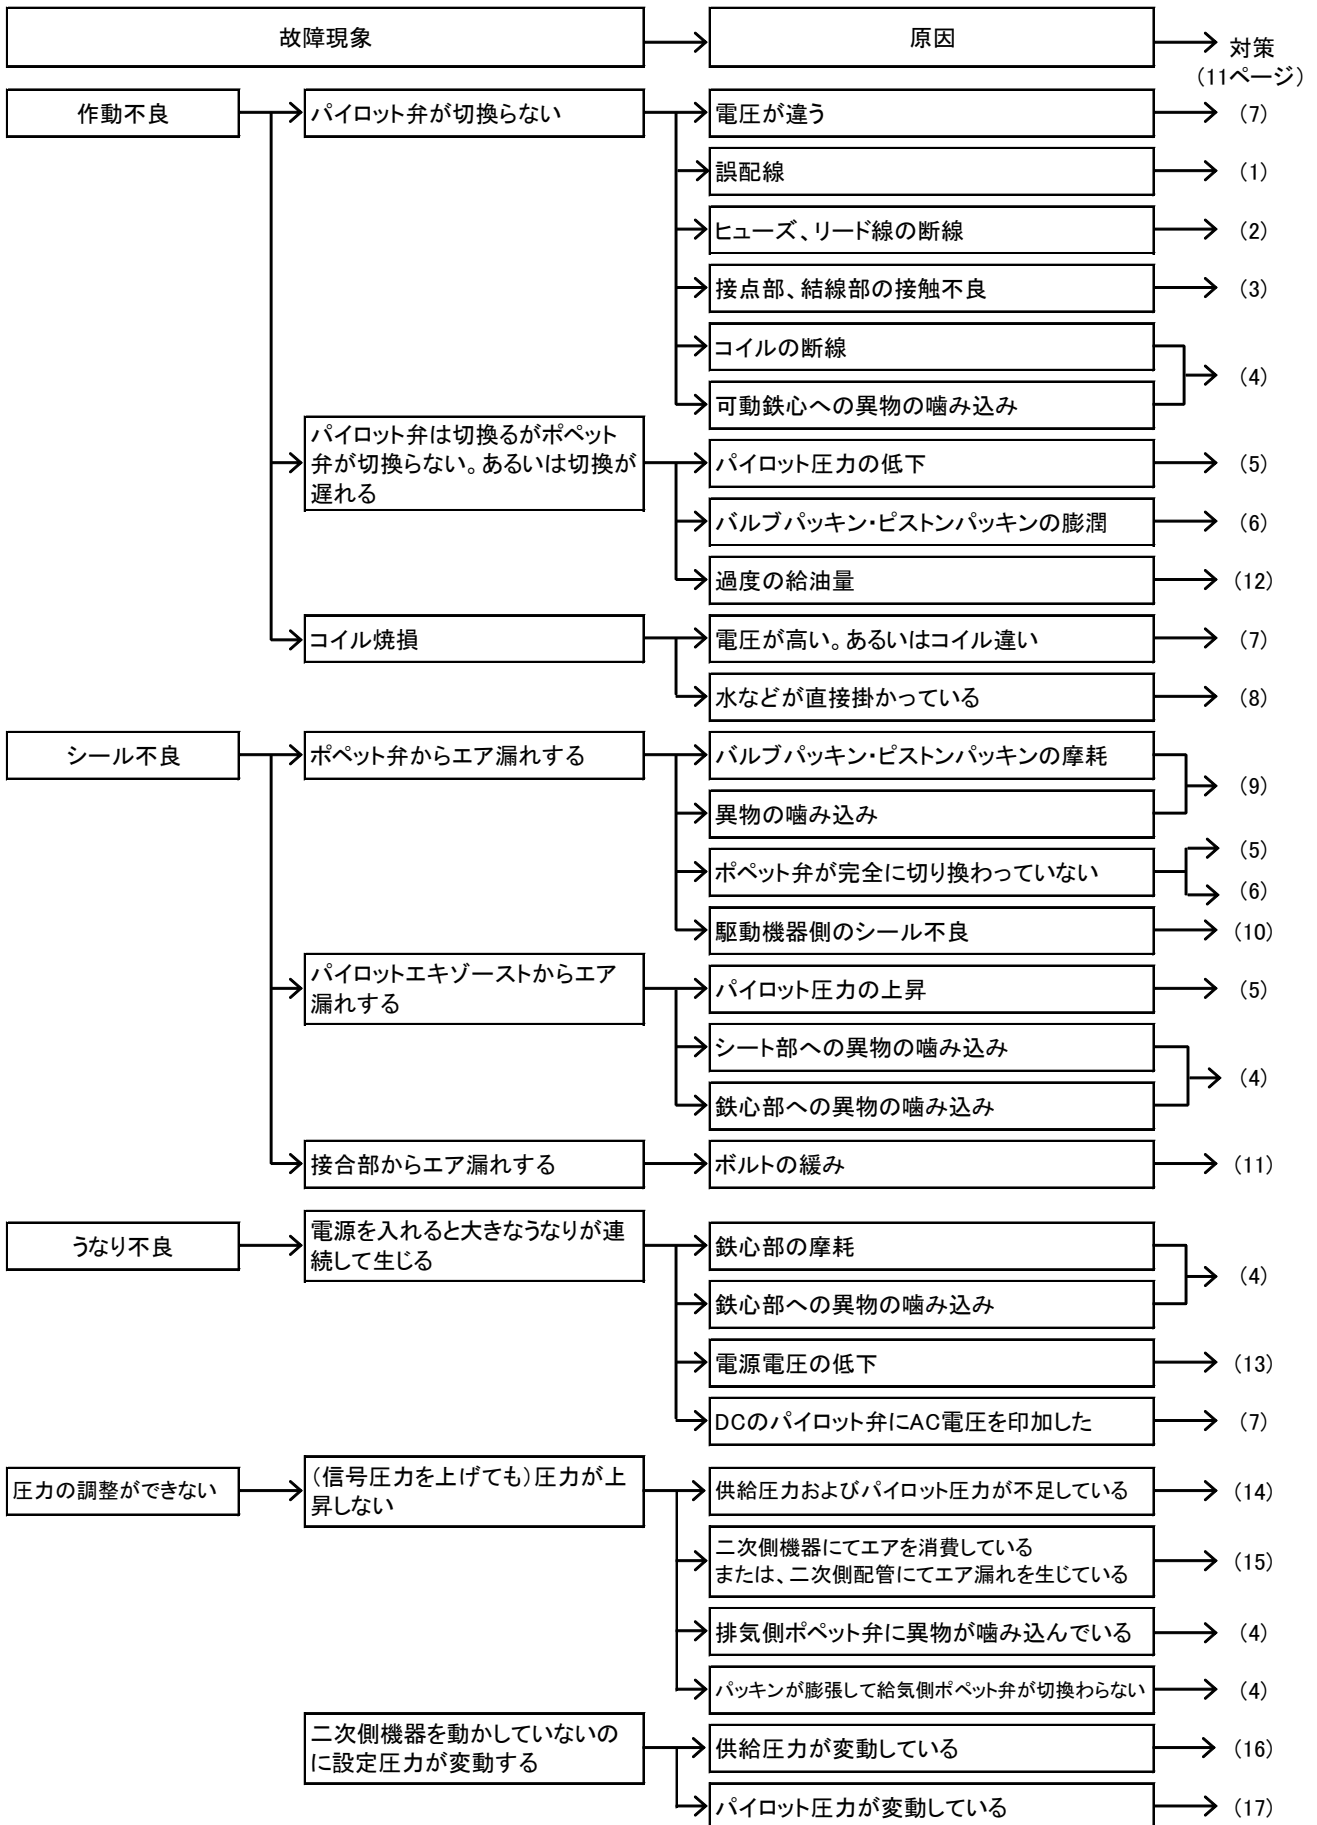 故障現象
原因
対策
(11ページ)
作動不良
パイロット弁が切換らない
電圧が違う
(7)
誤配線
(1)
ヒューズ、リード線の断線
(2)
接点部、結線部の接触不良
(3)
コイルの断線
(4)
可動鉄心への異物の噛み込み
パイロット弁は切換るがポペット
弁が切換らない。あるいは切換が
遅れる
パイロット圧力の低下
(5)
バルブパッキン・ピストンパッキンの膨潤
(6)
過度の給油量
(12)
コイル焼損
電圧が高い。あるいはコイル違い
(7)
水などが直接掛かっている
(8)
シール不良
ポペット弁からエア漏れする
バルブパッキン・ピストンパッキンの摩耗
(9)
異物の噛み込み
ポペット弁が完全に切り換わっていない
(5)
(6)
駆動機器側のシール不良
(10)
パイロットエキゾーストからエア
漏れする
パイロット圧力の上昇
(5)
シート部への異物の噛み込み
(4)
鉄心部への異物の噛み込み
接合部からエア漏れする
ボルトの緩み
(11)
うなり不良
電源を入れると大きなうなりが連
続して生じる
鉄心部の摩耗
(4)
鉄心部への異物の噛み込み
電源電圧の低下
(13)
DCのパイロット弁にAC電圧を印加した
(7)
圧力の調整ができない
(信号圧力を上げても)圧力が上
昇しない
供給圧力およびパイロット圧力が不足している
(14)
二次側機器にてエアを消費している
または、二次側配管にてエア漏れを生じている
(15)
排気側ポペット弁に異物が噛み込んでいる
(4)
パッキンが膨張して給気側ポペット弁が切換わらない
(4)
二次側機器を動かしていないの
に設定圧力が変動する
供給圧力が変動している
(16)
パイロット圧力が変動している
(17)